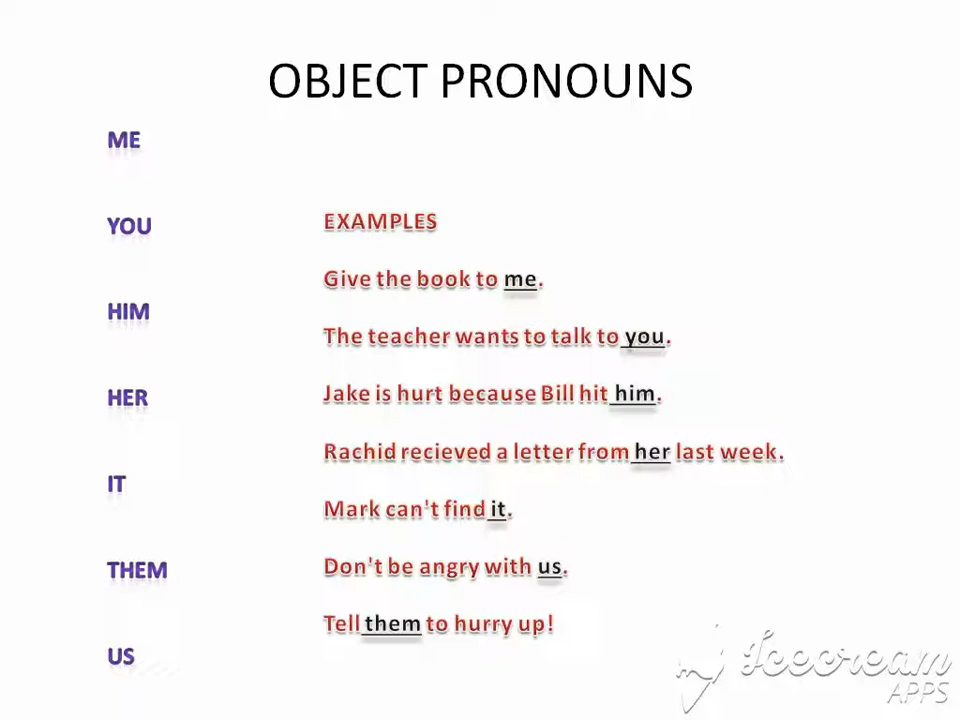 OBJECT PRONOUNS
ME
YOU
HIM
HER
IT
THEM
US
EXAMPLES
Give the book to me.
The teacher wants to talk to you.
Jake is hurt because Bill hit him.
Rachid recieved a letter from her last week.
Mark can't find it.
Don't be angry with us.
Tell them to hurry up!
Icecream
APPS